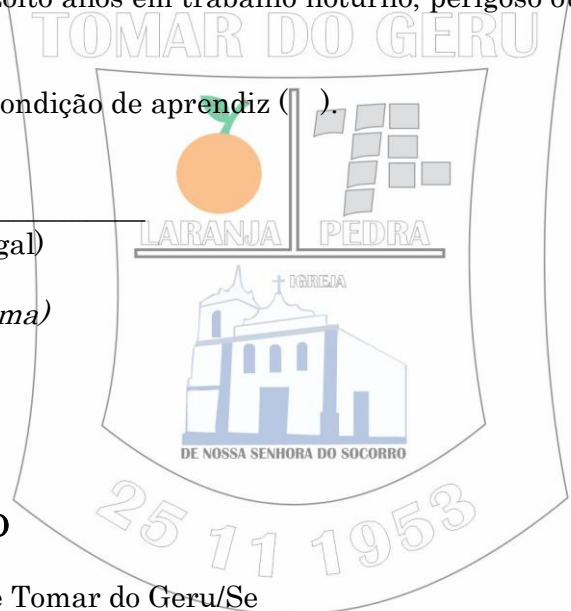 oito anos em trabalho noturno, perigoso o
TOMAR DO GERU
ondição de aprendiz ( ).
LARANJA PEDRA
gal)
IGREJA
ma)
DE NOSSA SENHORA DO SOCORRO
25 11 1953
O
e Tomar do Geru/Se